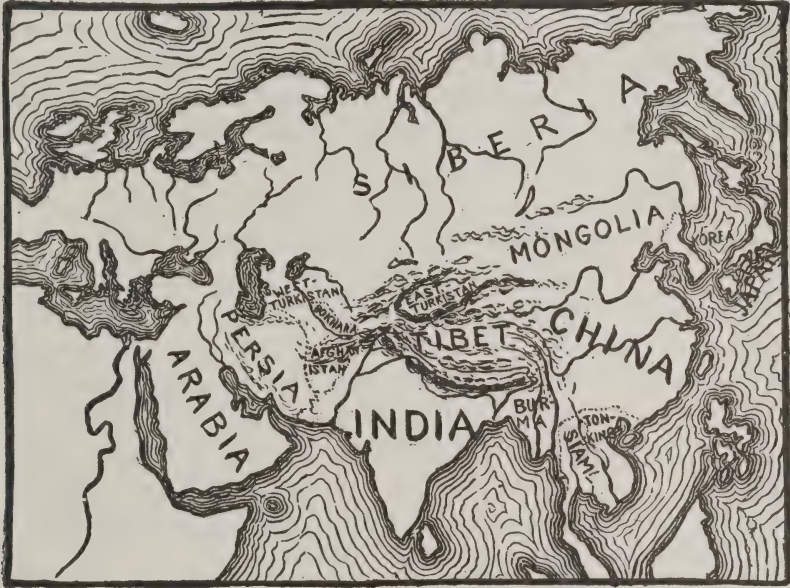 SIBERIA
MONGOLIA
OREA
JAPAN
WEST
TURKISTAN
EAST
TURKISTAN
BOKHARA
PERSIA
AFGHAN
ISTAN
TIBET
CHINA
ARABIA
INDIA
BUR-
MA
TON-
KING
SIAM